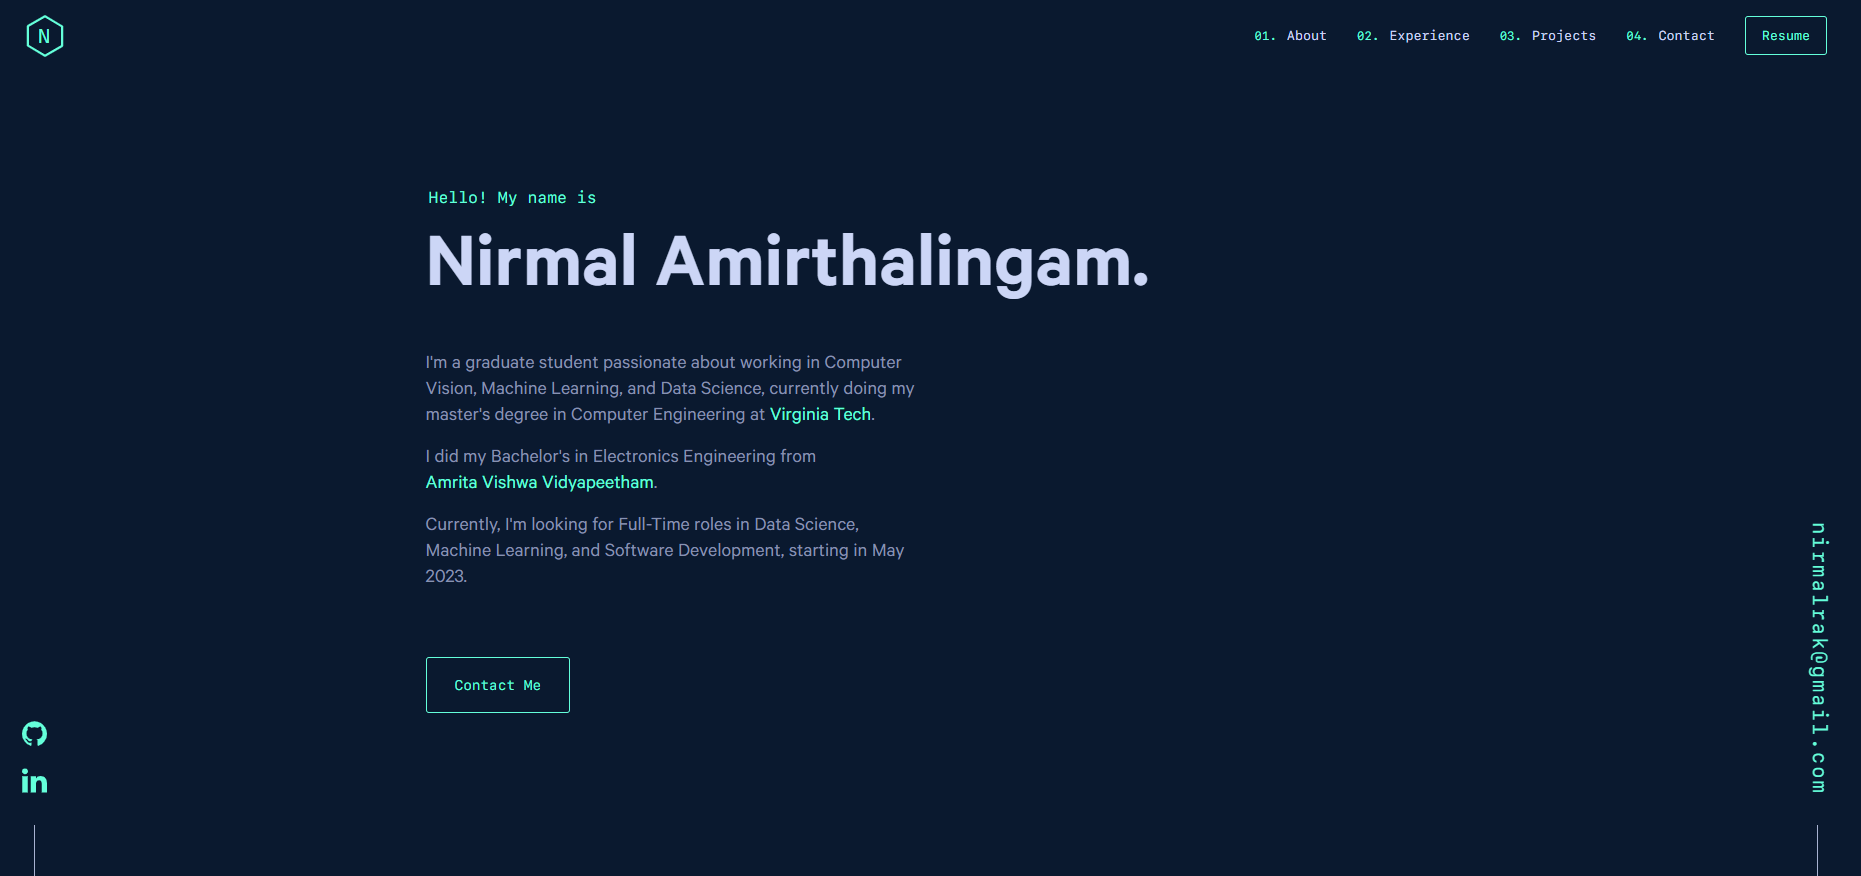 N
01. About 02. Experience 03. Projects 04. Contact Resume
Hello! My name is
Nirmal Amirthalingam.
I'm a graduate student passionate about working in Computer
Vision, Machine Learning, and Data Science, currently doing my
master's degree in Computer Engineering at Virginia Tech.
I did my Bachelor's in Electronics Engineering from
Amrita Vishwa Vidyapeetham.
Currently, I'm looking for Full-Time roles in Data Science,
Machine Learning, and Software Development, starting in May
2023.
Contact Me
in
nirmalrak@gmail.com